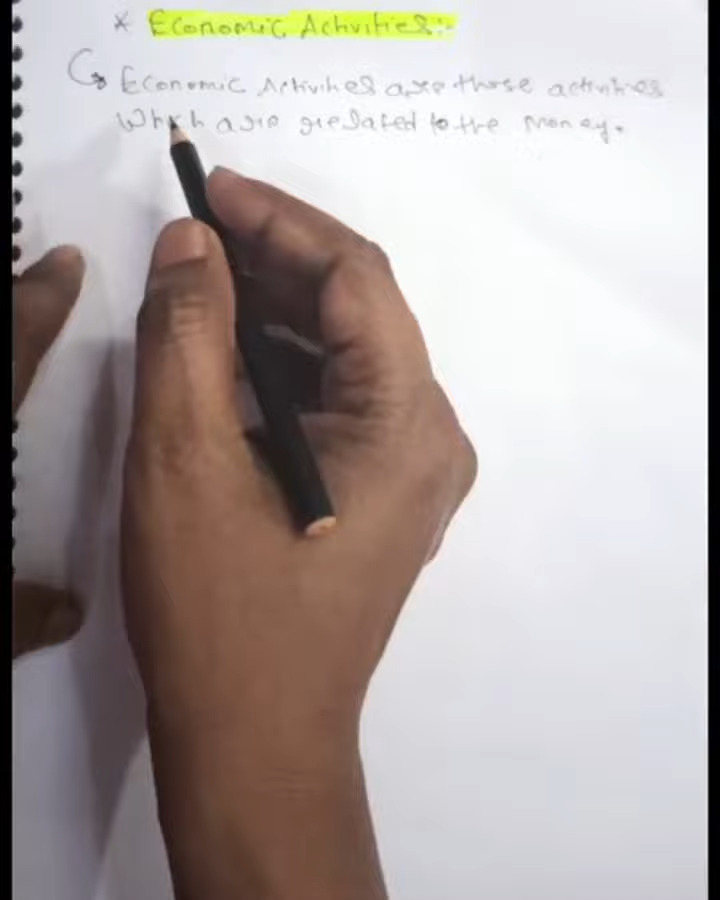 * Economic Activities:-
Economic Activities are those activities
Which are related to the money.